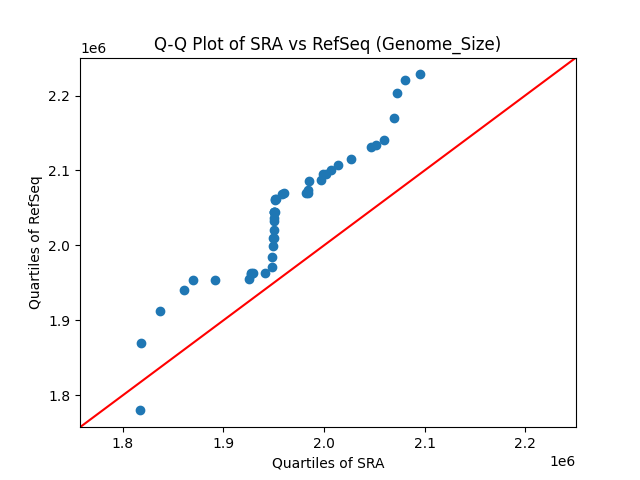 Q-Q Plot of SRA vs RefSeq (Genome_Size)
1e6
2.2
2.1
2.0
1.9
1.8
Quartiles of RefSeq
1.8 1.9 2.0 2.1 2.2
Quartiles of SRA
1e6